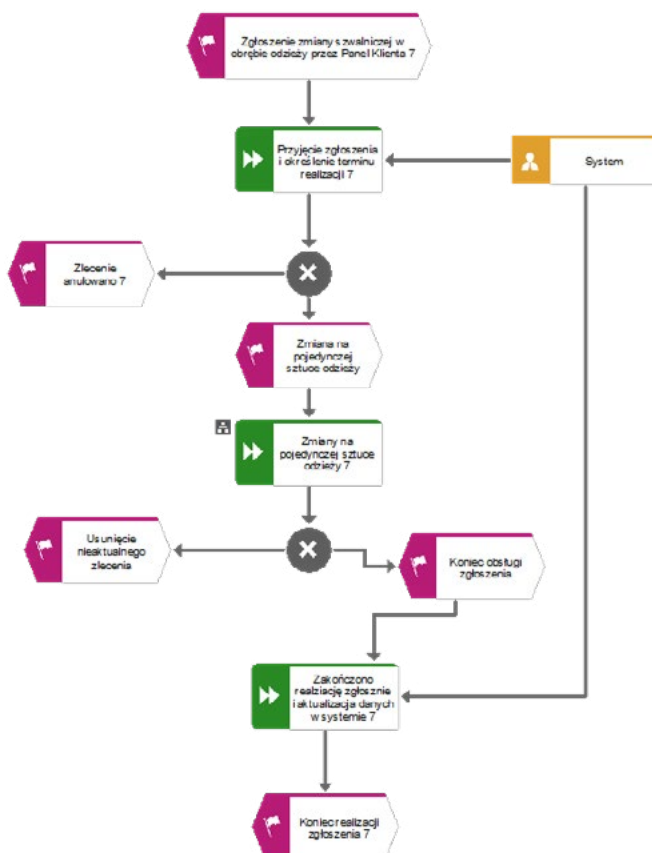 Zgłoszenie zmiany szwalniczej w
obrębie odzieży przez Panel Klienta 7
Przyjęcie zgłoszenia
i określenie terminu
realizacji 7
System
Zlecenie
anulowano 7
Zmiana na
pojedynczej
sztuce odzieży
Zmiany na
pojedynczej sztuce
odzieży 7
Usunięcie
nieaktualnego
zlecenia
Koniec obsługi
zgłoszenia
Zakończono
realziację zgłosznie
i aktualizacja danych
w systemie 7
Koniec realizacji
zgłoszenia 7